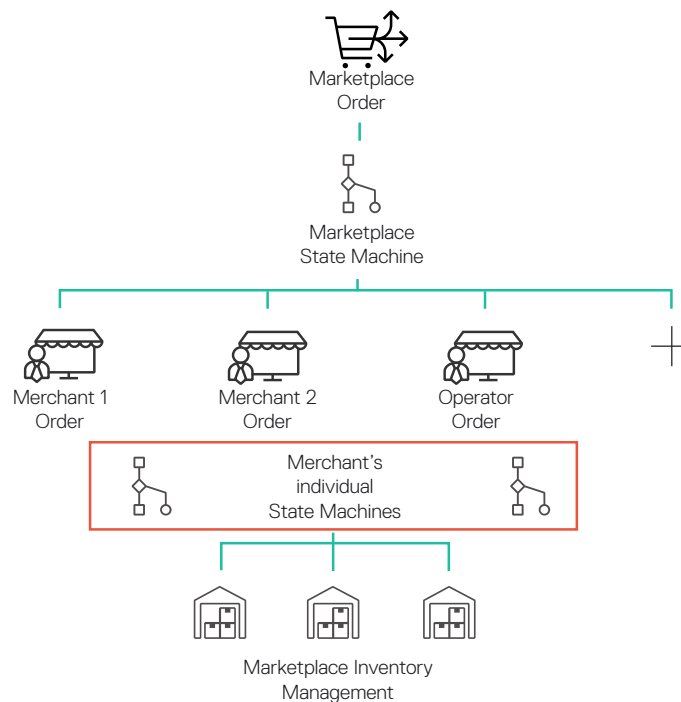 Marketplace
Order
Marketplace
State Machine
Merchant 1
Order
Merchant 2
Order
Operator
Order
Merchant’s
individual
State Machines
Marketplace Inventory
Management